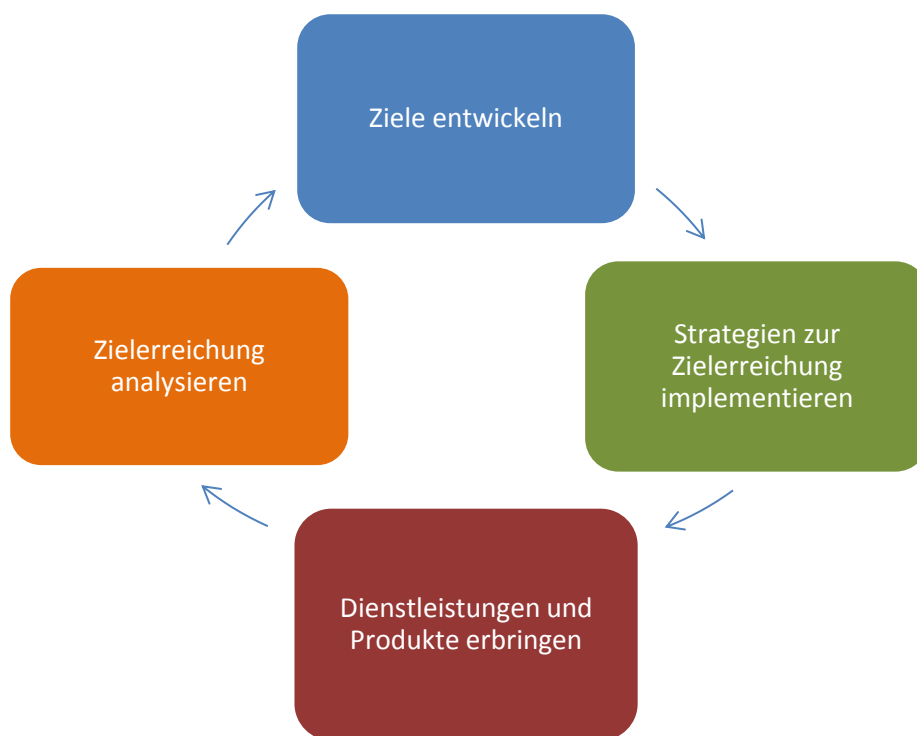 Ziele entwickeln
Strategien zur
Zielerreichung
implementieren
Dienstleistungen und
Produkte erbringen
Zielerreichung
analysieren